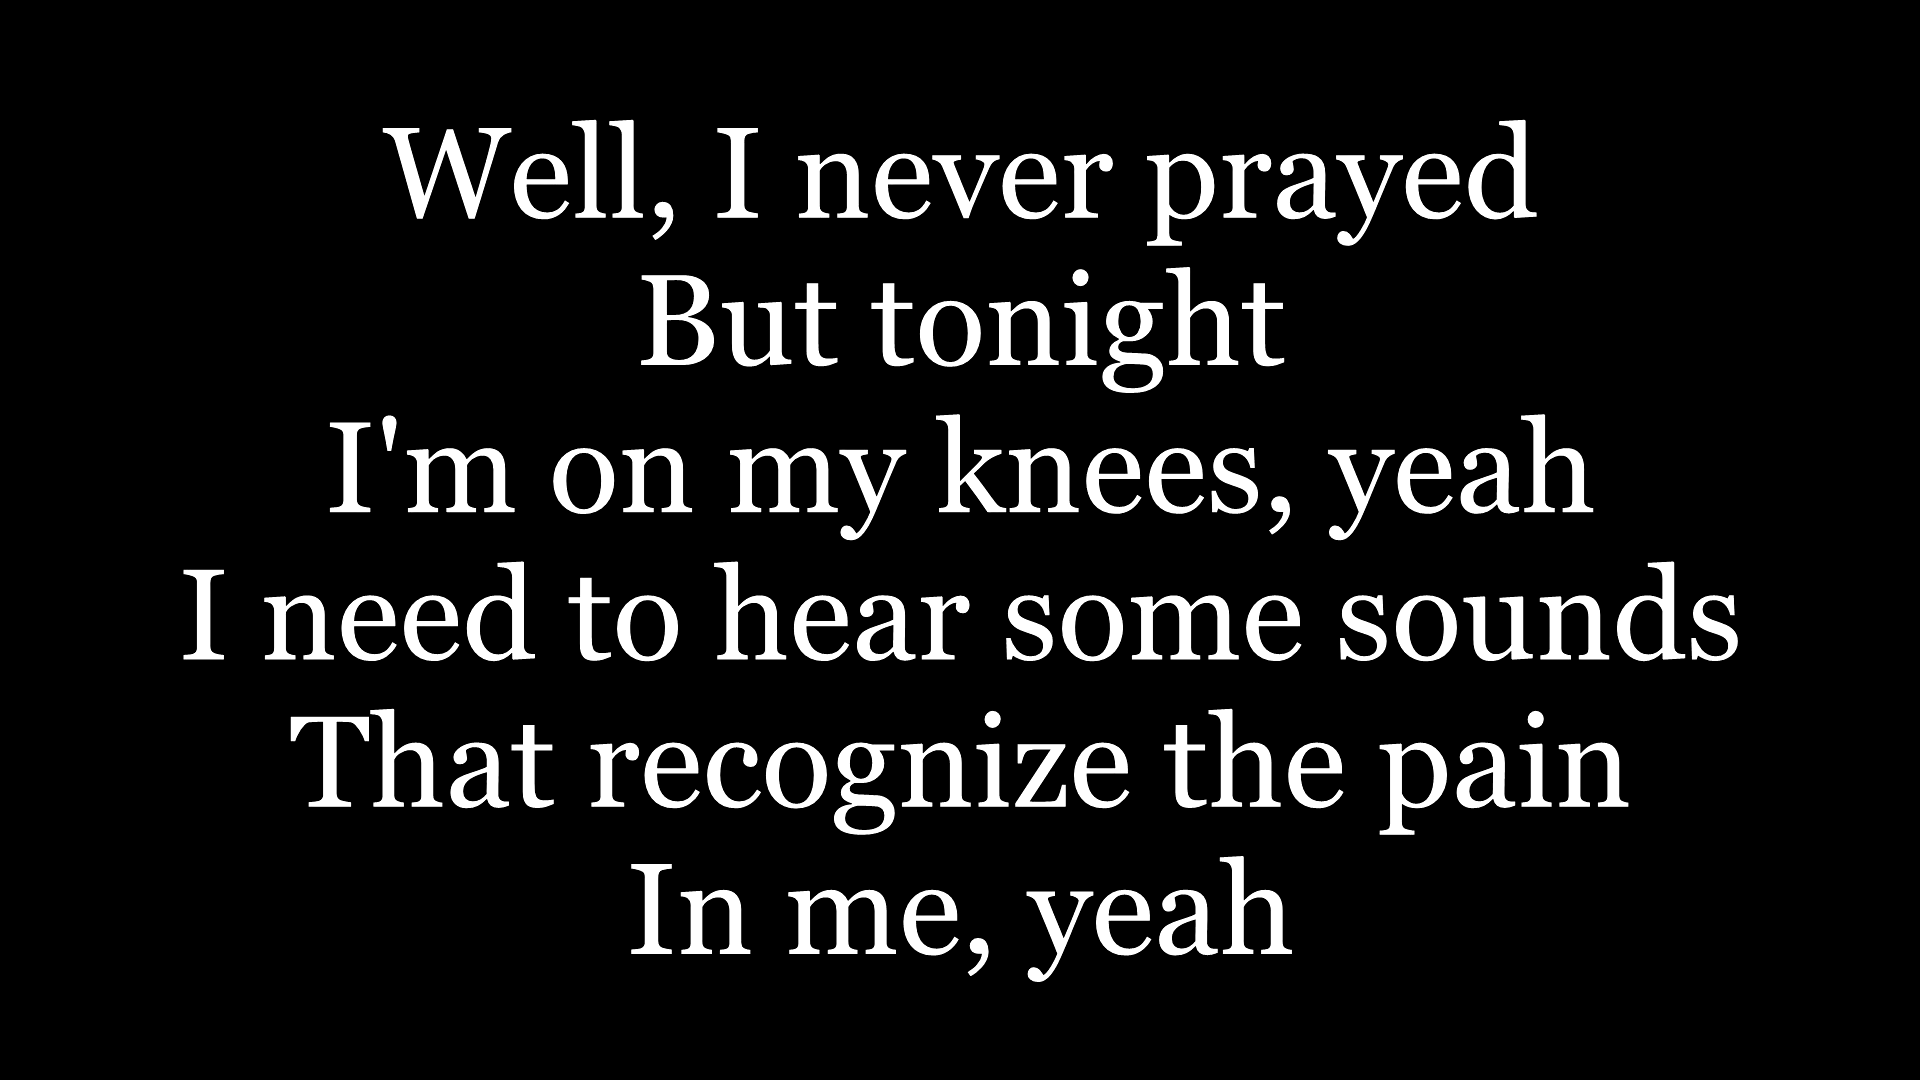 Well, I never prayed
But tonight
I'm on my knees, yeah
I need to hear some sounds
That recognize the pain
In me, yeah